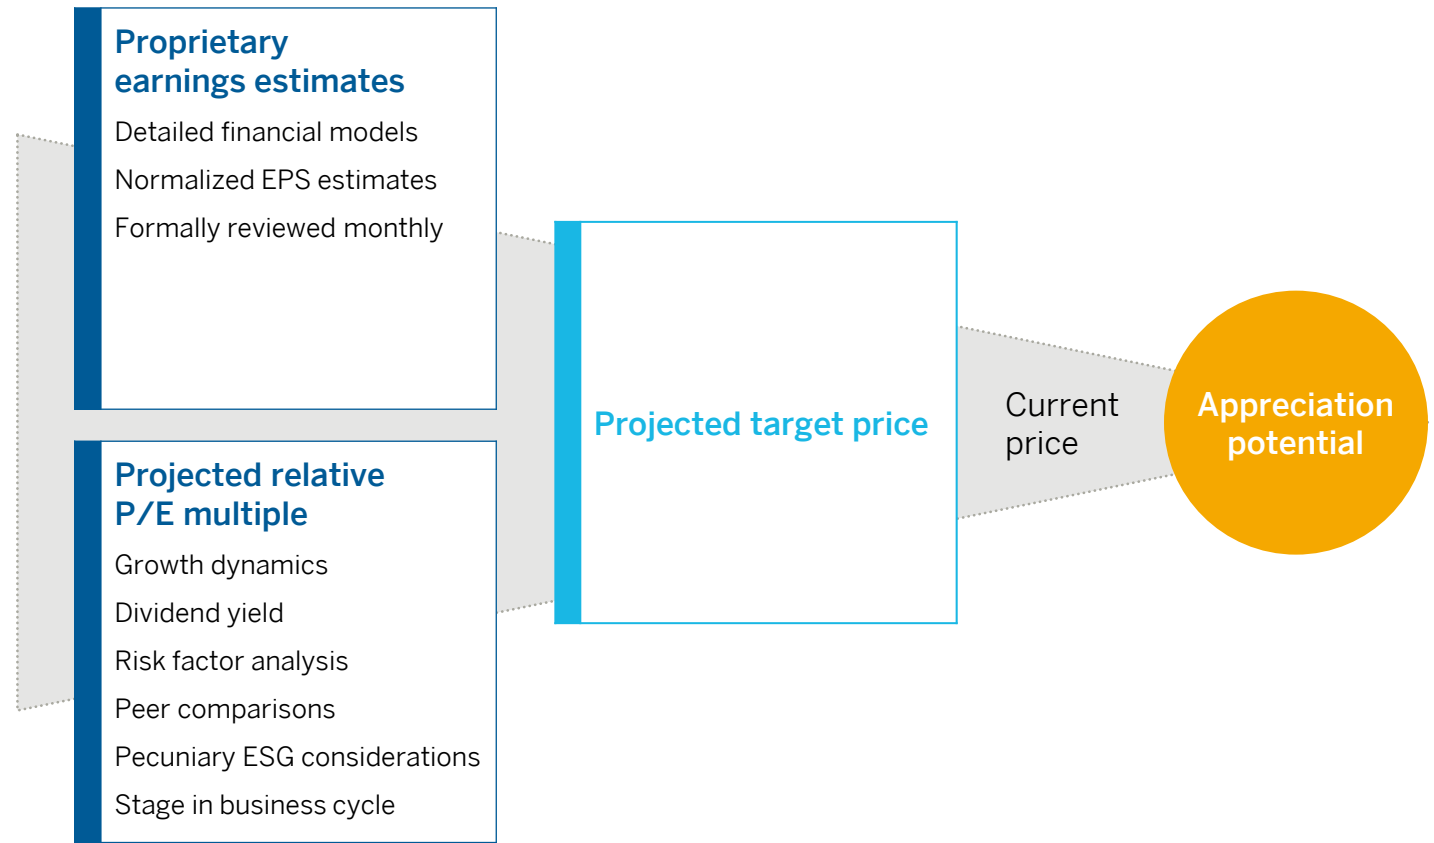 Proprietary
earnings estimates
Detailed financial models
Normalized EPS estimates
Formally reviewed monthly
Projected relative
P/E multiple
Growth dynamics
Dividend yield
Risk factor analysis
Peer comparisons
Pecuniary ESG considerations
Stage in business cycle
Projected target price
Current
price
Appreciation
potential